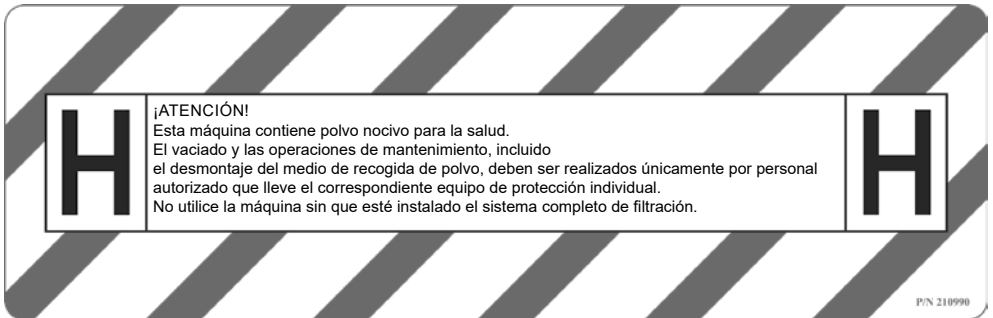 H
¡ATENCIÓN!
Esta máquina contiene polvo nocivo para la salud.
El vaciado y las operaciones de mantenimiento, incluido
el desmontaje del medio de recogida de polvo, deben ser realizados únicamente por personal
autorizado que lleve el correspondiente equipo de protección individual.
No utilice la máquina sin que esté instalado el sistema completo de filtración.
H
P/N 210990